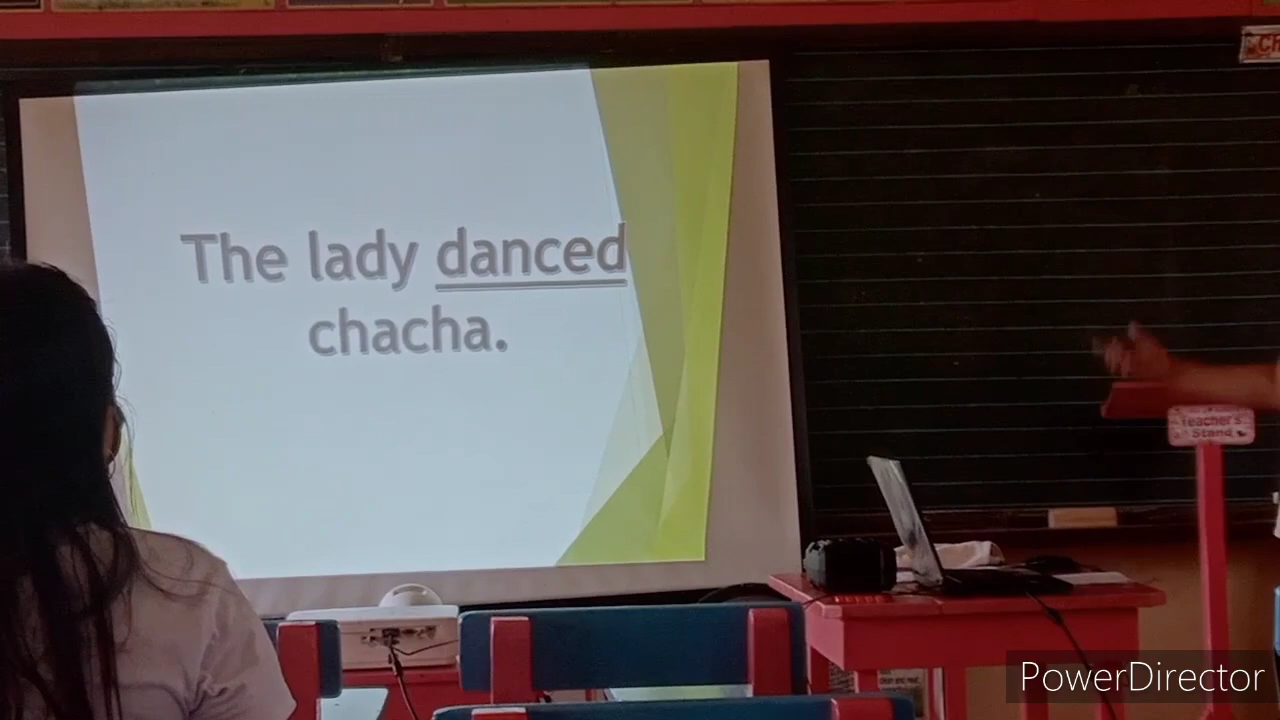 The lady danced
chacha.
Teacher's
Stand
PowerDirector